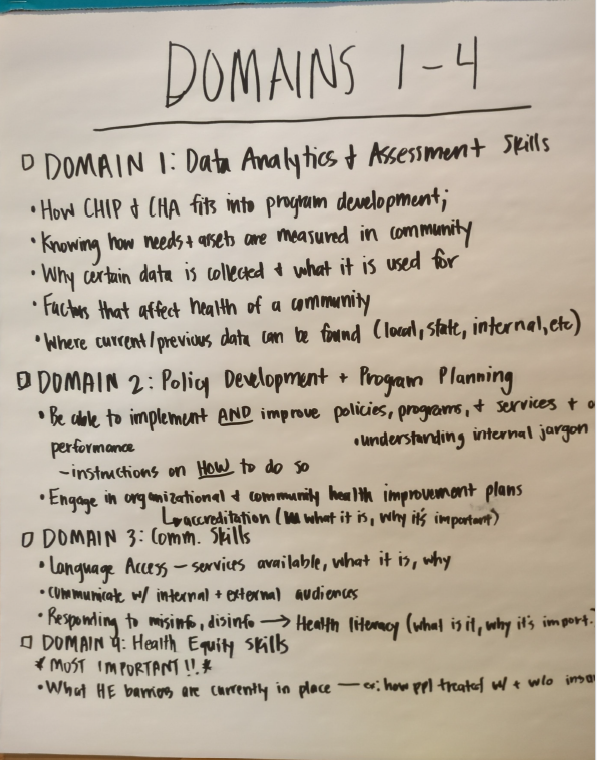 DOMAINS 1-4
DOMAIN 1: Data Analytics & Assessment Skills
• How CHIP & CHA fits into program development;
• Knowing how needs + assets are measured in community
• Why certain data is collected & what it is used for
• Factors that affect health of a community
• Where current/previous data can be found (local, state, internal, etc)
DOMAIN 2: Policy Development + Program Planning
• Be able to implement AND improve policies, programs, + services + o
performance
• understanding internal jargon
- instructions on HOW to do so
• Engage in organizational & community health improvement plans
↳ accreditation (what it is, why it's important)
DOMAIN 3: Comm. Skills
• Language Access - services available, what it is, why
• communicate w/ internal + external audiences
• Responding to misinfo, disinfo → Health literacy (what is it, why it's import.
DOMAIN 4: Health Equity Skills
* MOST IMPORTANT!! *
• What HE barriers are currently in place — ex: how ppl treated w/ + w/o insu